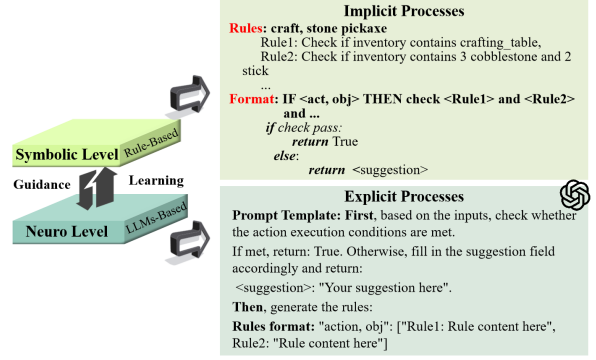 Implicit Processes
Rules: craft, stone pickaxe
Rule1: Check if inventory contains crafting_table,
Rule2: Check if inventory contains 3 cobblestone and 2
stick
...
Format: IF <act, obj> THEN check <Rule1> and <Rule2>
and ...
if check pass:
return True
else:
return <suggestion>
Symbolic Level
Rule-Based
Guidance
Learning
Neuro Level
LLMs-Based
Explicit Processes
Prompt Template: First, based on the inputs, check whether
the action execution conditions are met.
If met, return: True. Otherwise, fill in the suggestion field
accordingly and return:
<suggestion>: "Your suggestion here".
Then, generate the rules:
Rules format: "action, obj": ["Rule1: Rule content here",
Rule2: "Rule content here"]